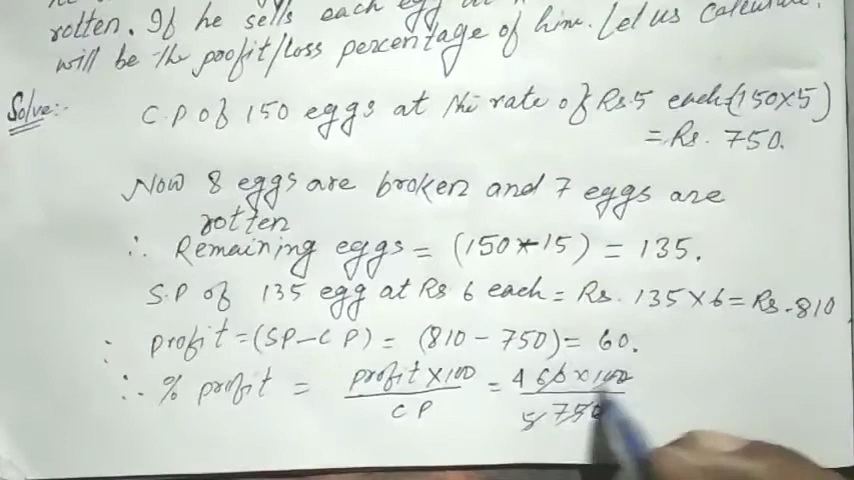 rotten. If he sells each egg at
will be the profit/loss percentage of him. Let us calculate.
Solve:-
C.P of 150 eggs at the rate of Rs.5 each=(150x5)
=Rs. 750.
Now 8 eggs are broken and 7 eggs are
rotten
∴ Remaining eggs = (150-15) = 135.
S.P of 135 egg at Rs 6 each = Rs. 135 x 6 = Rs. 810
∴ profit=(SP-CP) = (810-750)= 60.
∴ % profit = profit x 100 / CP = 4 60 x 100 / 5 750